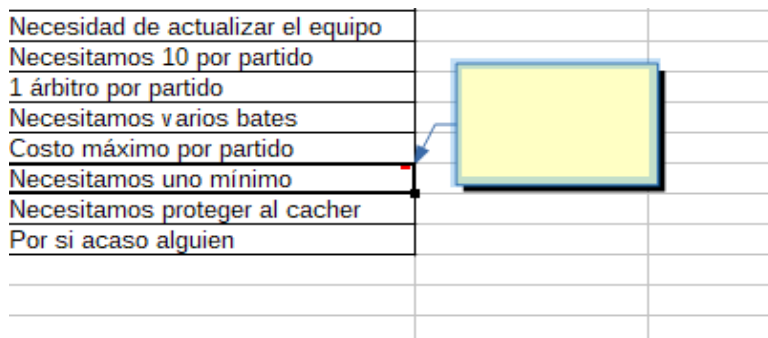 Necesidad de actualizar el equipo
Necesitamos 10 por partido
1 árbitro por partido
Necesitamos varios bates
Costo máximo por partido
Necesitamos uno mínimo
Necesitamos proteger al cacher
Por si acaso alguien